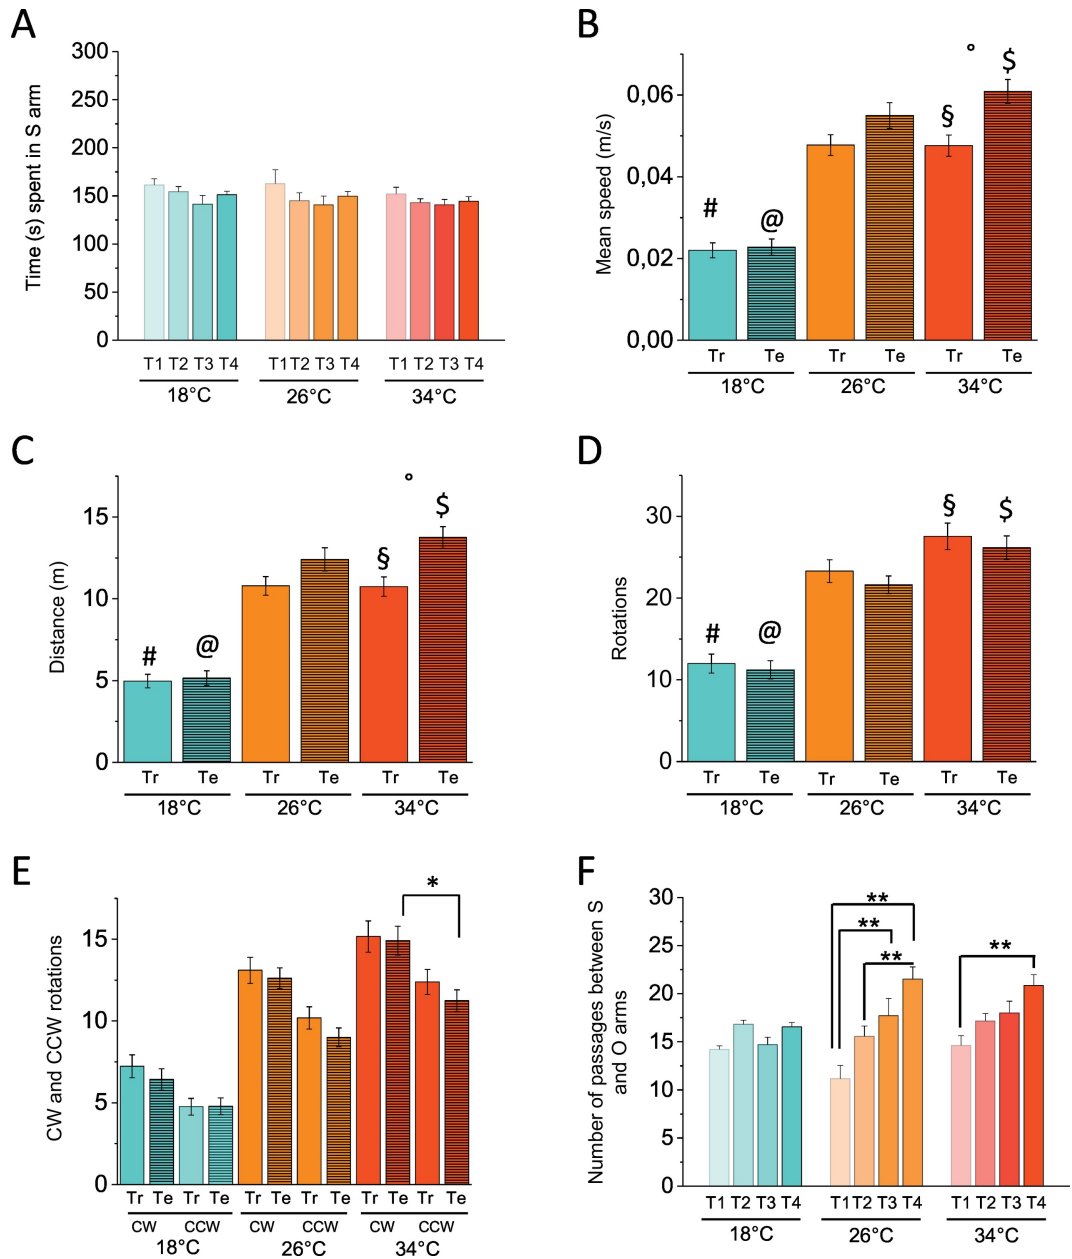 A
Time (s) spent in S arm
300
250
200
150
100
50
0
T1 T2 T3 T4 T1 T2 T3 T4 T1 T2 T3 T4
18°C 26°C 34°C
B
Mean speed (m/s)
0,06
0,04
0,02
0,00
# @ § ° $
Tr Te Tr Te Tr Te
18°C 26°C 34°C
C
Distance (m)
15
10
5
0
# @ § ° $
Tr Te Tr Te Tr Te
18°C 26°C 34°C
D
Rotations
30
20
10
0
# @ § $
Tr Te Tr Te Tr Te
18°C 26°C 34°C
E
CW and CCW rotations
15
10
5
0
*
Tr Te Tr Te Tr Te Tr Te Tr Te Tr Te
CW CCW CW CCW CW CCW
18°C 26°C 34°C
F
Number of passages between S
and O arms
30
25
20
15
10
5
0
**
**
**
**
T1 T2 T3 T4 T1 T2 T3 T4 T1 T2 T3 T4
18°C 26°C 34°C